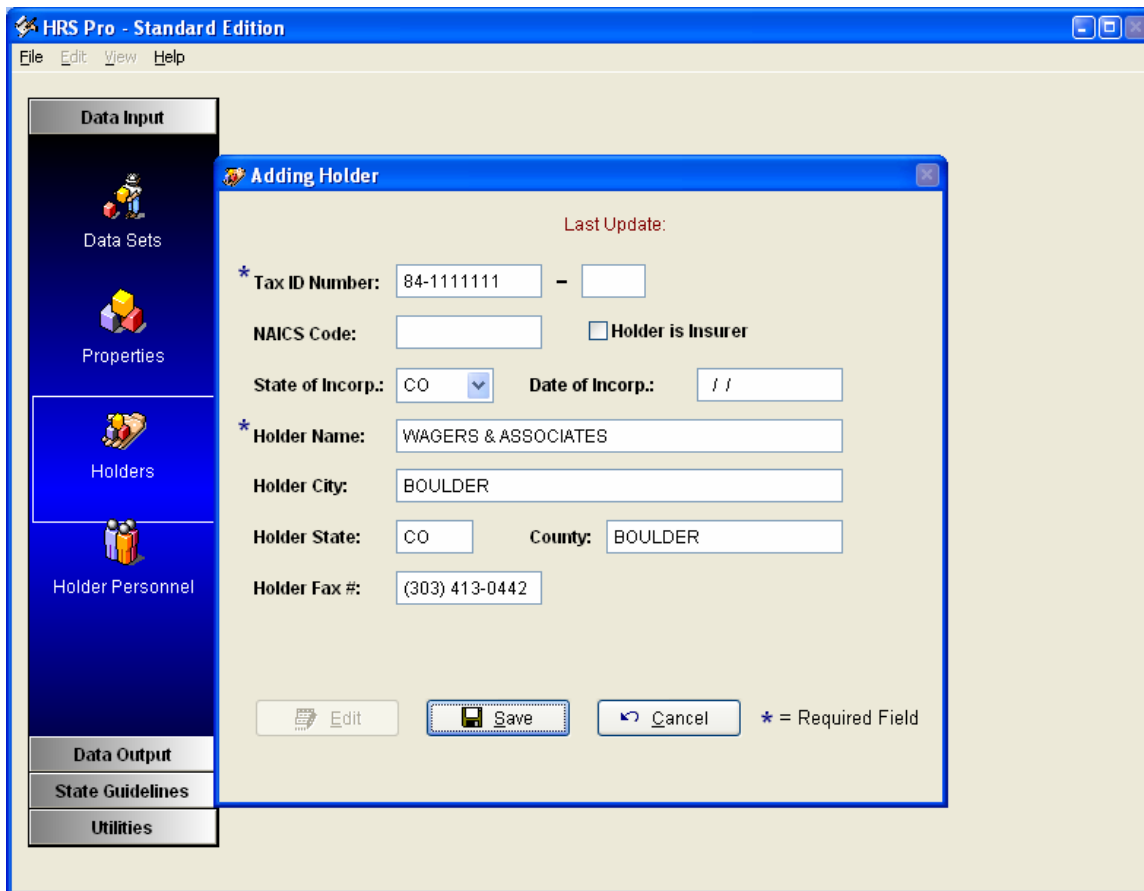 HRS Pro - Standard Edition
File Edit View Help
Data Input
Data Sets
Properties
Holders
Holder Personnel
Data Output
State Guidelines
Utilities
Adding Holder
Last Update:
* Tax ID Number: 84-1111111 -
NAICS Code: Holder is Insurer
State of Incorp.: CO Date of Incorp.: / /
* Holder Name: WAGERS & ASSOCIATES
Holder City: BOULDER
Holder State: CO County: BOULDER
Holder Fax #: (303) 413-0442
Edit Save Cancel * = Required Field